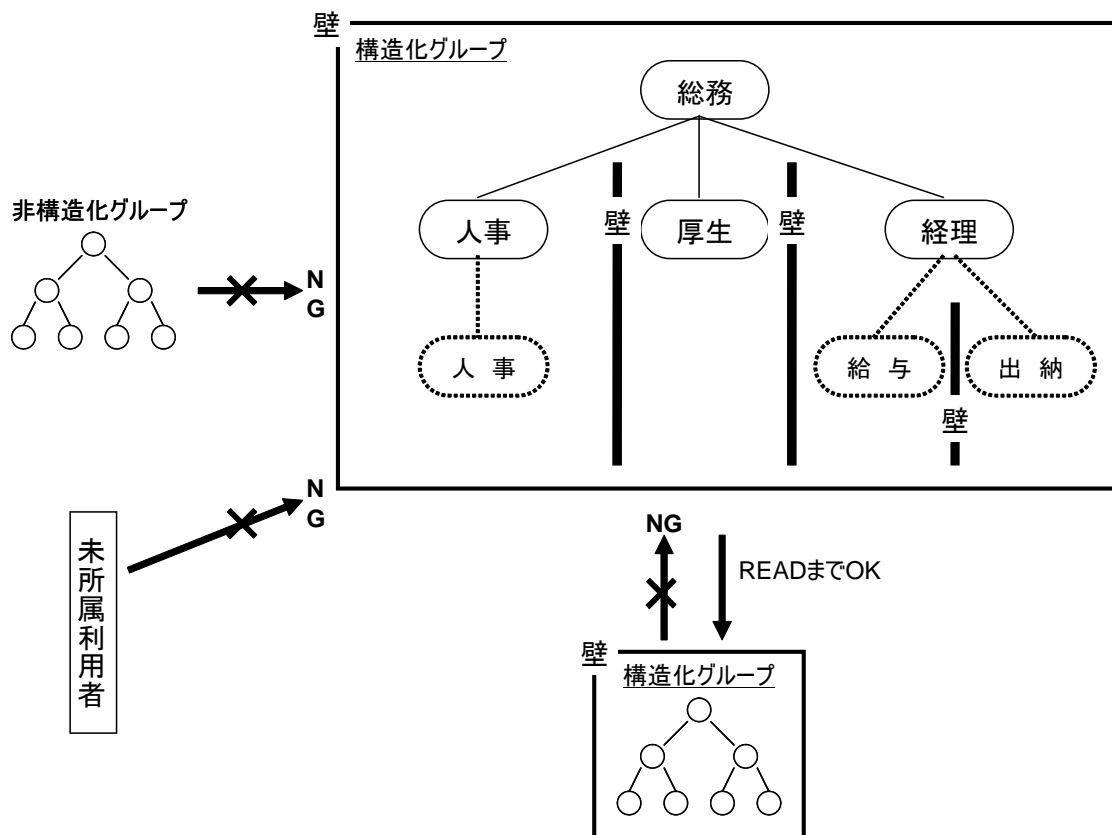 壁
構造化グループ
総務
非構造化グループ
人事
壁
厚生
壁
経理
NG
人 事
給 与
出 納
壁
NG
未所属利用者
NG
READまでOK
壁
構造化グループ